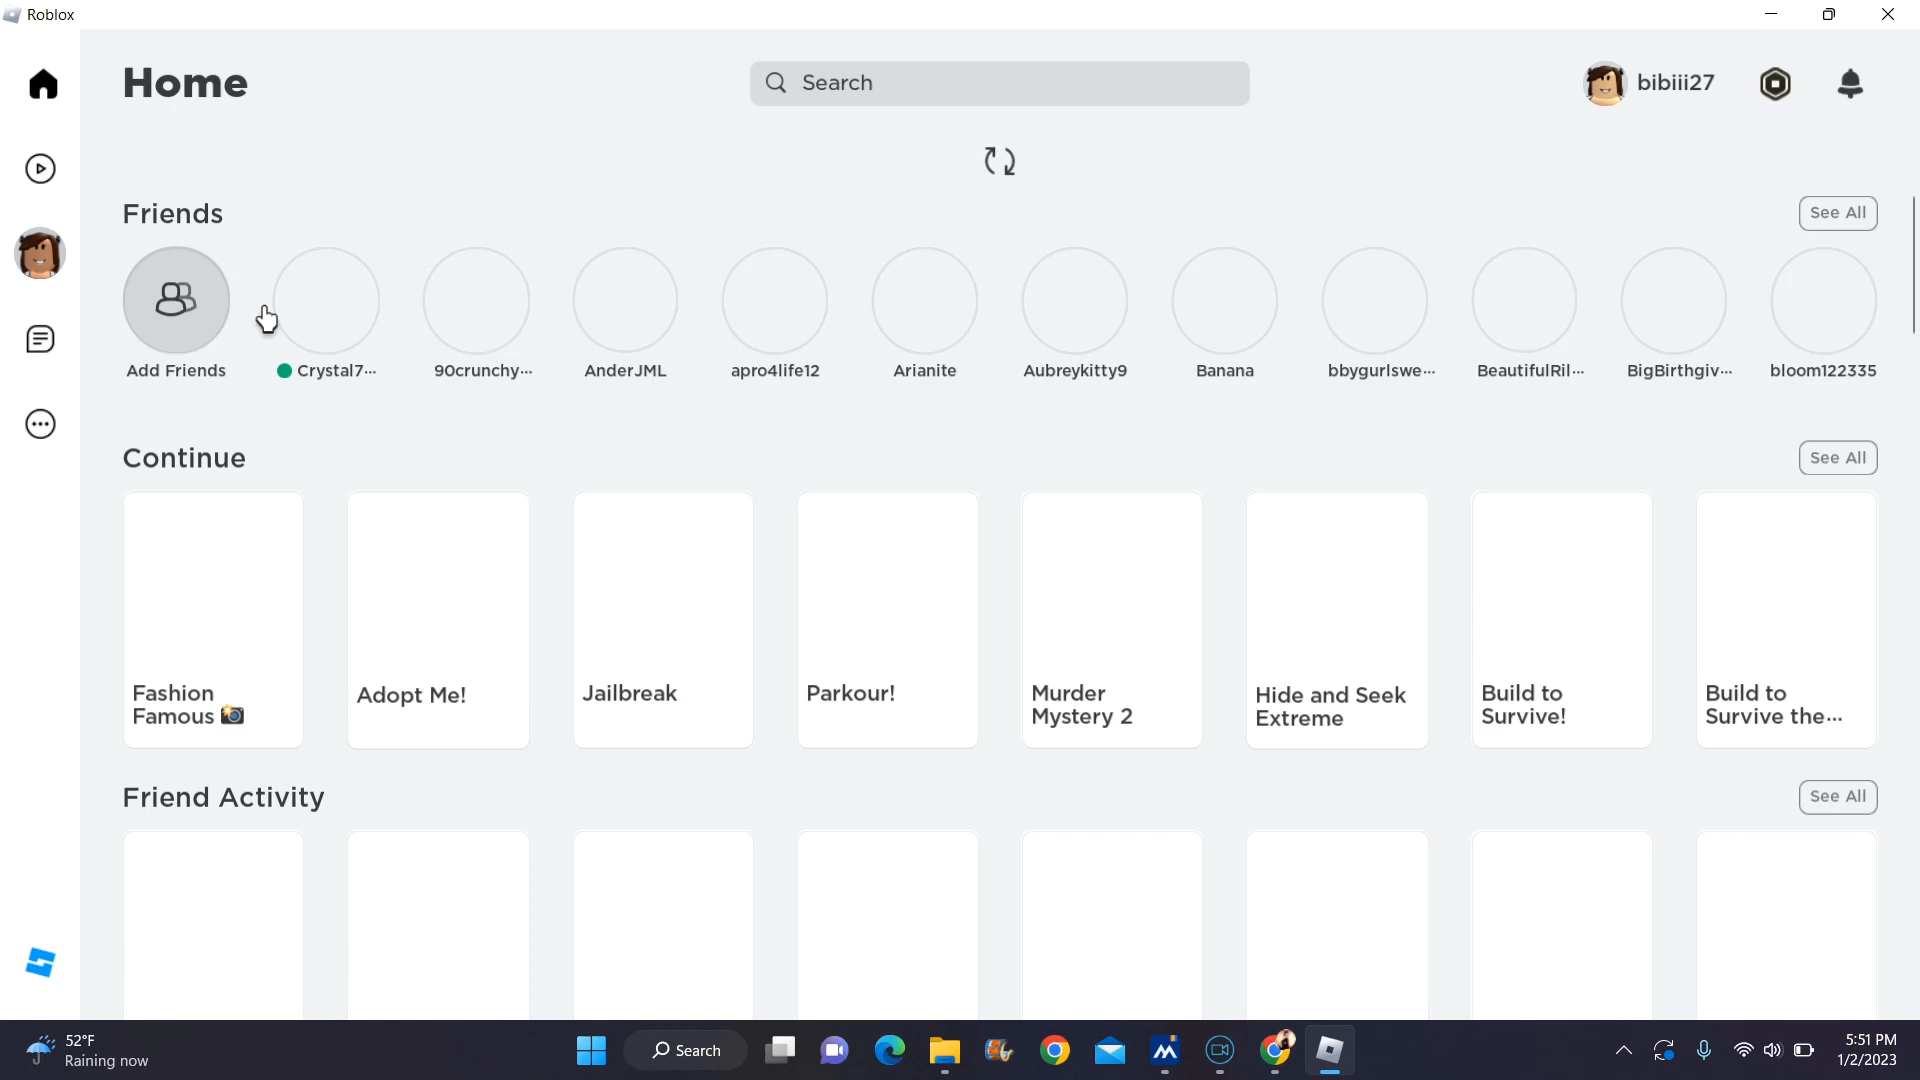 Roblox
Home
Search
bibiii27
Friends
See All
Add Friends
Crystal7...
90crunchy...
AnderJML
apro4life12
Arianite
Aubreykitty9
Banana
bbygurlswe...
BeautifulRil...
BigBirthgiv...
bloom122335
Continue
See All
Fashion
Famous 📸
Adopt Me!
Jailbreak
Parkour!
Murder
Mystery 2
Hide and Seek
Extreme
Build to
Survive!
Build to
Survive the...
Friend Activity
See All
52°F
Raining now
Search
5:51 PM
1/2/2023